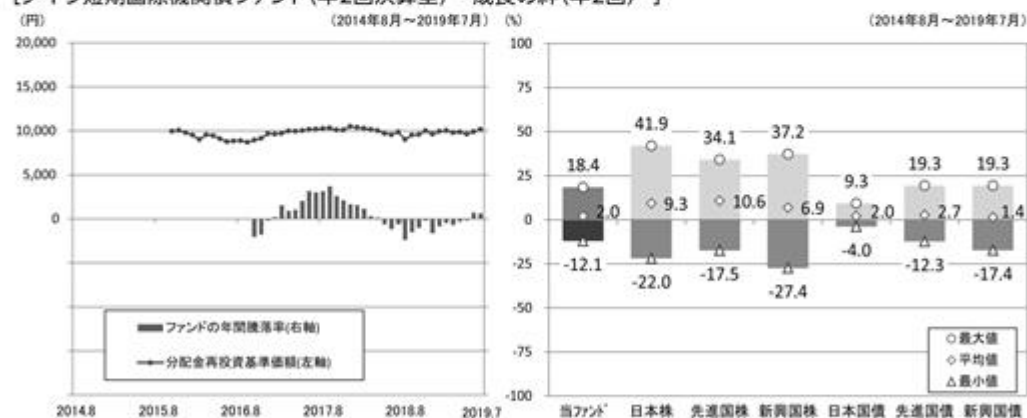 (円)
(2014年8月～2019年7月)
20,000
15,000
10,000
5,000
0
ファンドの年間騰落率(右軸)
分配金再投資基準価額(左軸)
2014.8 2015.8 2016.8 2017.8 2018.8 2019.7
(%)
(2014年8月～2019年7月)
100
75
50
25
0
-25
-50
-75
-100
18.4 41.9 34.1 37.2 9.3 19.3 19.3
2.0 9.3 10.6 6.9 2.0 2.7 1.4
-12.1 -22.0 -17.5 -27.4 -4.0 -12.3 -17.4
最大値
平均値
最小値
当ファンド 日本株 先進国株 新興国株 日本国債 先進国債 新興国債